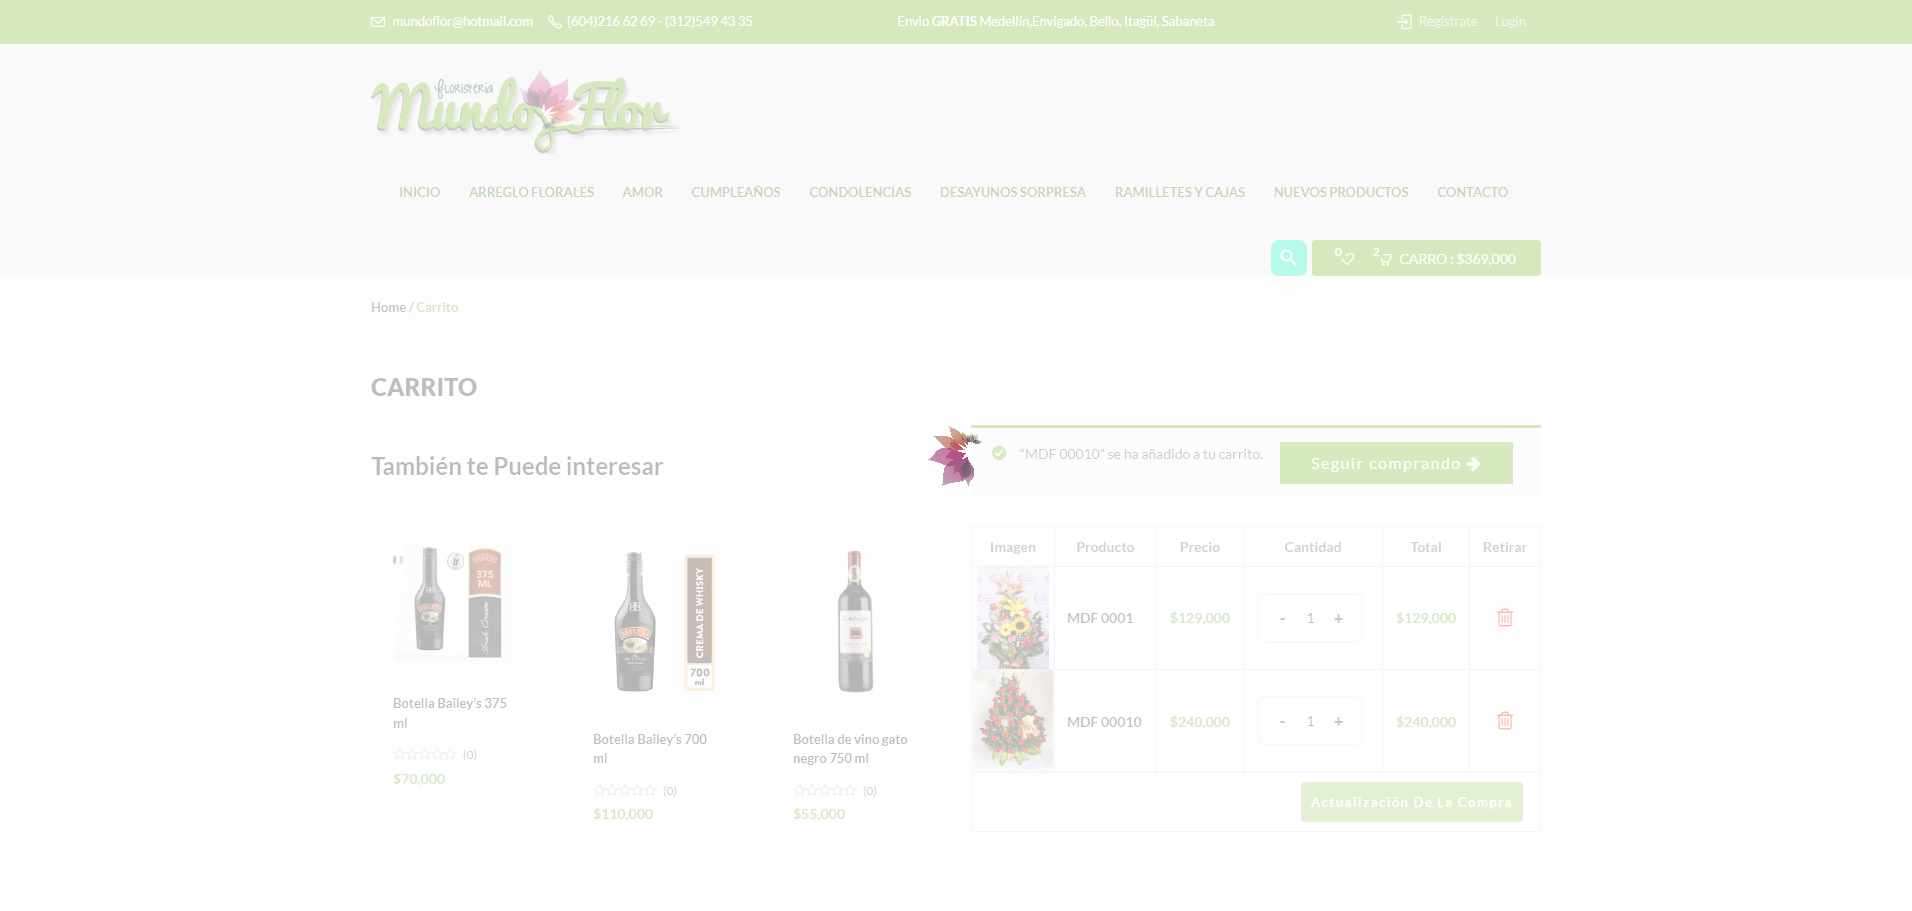 mundoflor@hotmail.com (604)216 62 69 - (312)549 43 35 Envio GRATIS Medellín,Envigado, Bello, Itagüí, Sabaneta Registrate Login
floristería
Mundo Flor
INICIO ARREGLO FLORALES AMOR CUMPLEAÑOS CONDOLENCIAS DESAYUNOS SORPRESA RAMILLETES Y CAJAS NUEVOS PRODUCTOS CONTACTO
0 2 CARRO : $369,000
Home / Carrito
CARRITO
También te Puede interesar
375
ML
Irish Cream
BAILEYS
Botella Bailey’s 375
ml
(0)
$70,000
BAILEYS
CREMA DE WHISKY
700
ml
Botella Bailey’s 700
ml
(0)
$110,000
Botella de vino gato
negro 750 ml
(0)
$55,000
“MDF 00010” se ha añadido a tu carrito. Seguir comprando
Imagen Producto Precio Cantidad Total Retirar
MDF 0001 $129,000 - 1 + $129,000
MDF 00010 $240,000 - 1 + $240,000
Actualización De La Compra